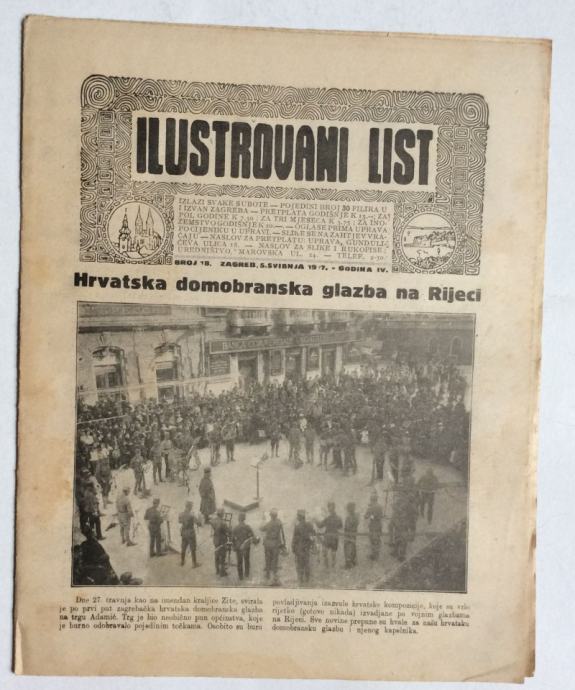 ILUSTROVANI LIST
IZLAZI SVAKE SUBOTE — POJEDINI BROJ 30 FILIRA U
I IZVAN ZAGREBA — PRETPLATA GODIŠNJE K 15.—; ZA
POL GODINE K 7.50; ZA TRI MJESECA K 3.75; ZA INO-
ZEMSTVO GODIŠNJE K 20.—. — OGLASE PRIMA UPRAVA
PO CIJENIKU U UPRAVI. — SLIKE SE NA ZAHTJEV VRA-
ĆAJU — NASLOV ZA PRETPLATU: UPRAVA, GUNDULI-
ĆEVA ULICA — NASLOV ZA SLIKE I RUKOPISE:
UREDNIŠTVO, MAROVSKA UL. 24. — TELEF.
BROJ 18. ZAGREB, 5. SVIBNJA 1917. - GODINA IV.
Hrvatska domobranska glazba na Rijeci
BANCA
Dne 27. travnja kao na imendan kraljice Zite, svirala
je po prvi put zagrebačka hrvatska domobranska glazba
na trgu Adamić. Trg je bio neobično pun općinstva, koje
je burno odobravalo pojedinim točkama. Osobito su buru
povladjivanja izazvale hrvatske kompozicije, koje su vrlo
rijetko (gotovo nikada) izvadjane po vojnim glazbama
na Rijeci. Sve novine prepune su hvale za našu hrvatsku
domobransku glazbu i njenog kapelnika.